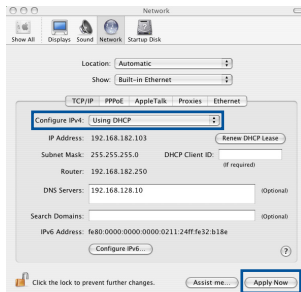 Network
Show All Displays Sound Network Startup Disk
Location: Automatic
Show: Built-in Ethernet
TCP/IP PPPoE AppleTalk Proxies Ethernet
Configure IPv4: Using DHCP
IP Address: 192.168.182.103 Renew DHCP Lease
Subnet Mask: 255.255.255.0 DHCP Client ID:
(If required)
Router: 192.168.182.250
DNS Servers: 192.168.128.10 (Optional)
Search Domains: (Optional)
IPv6 Address: fe80:0000:0000:0000:0211:24ff:fe32:b18e
Configure IPv6... ?
Click the lock to prevent further changes. Assist me... Apply Now